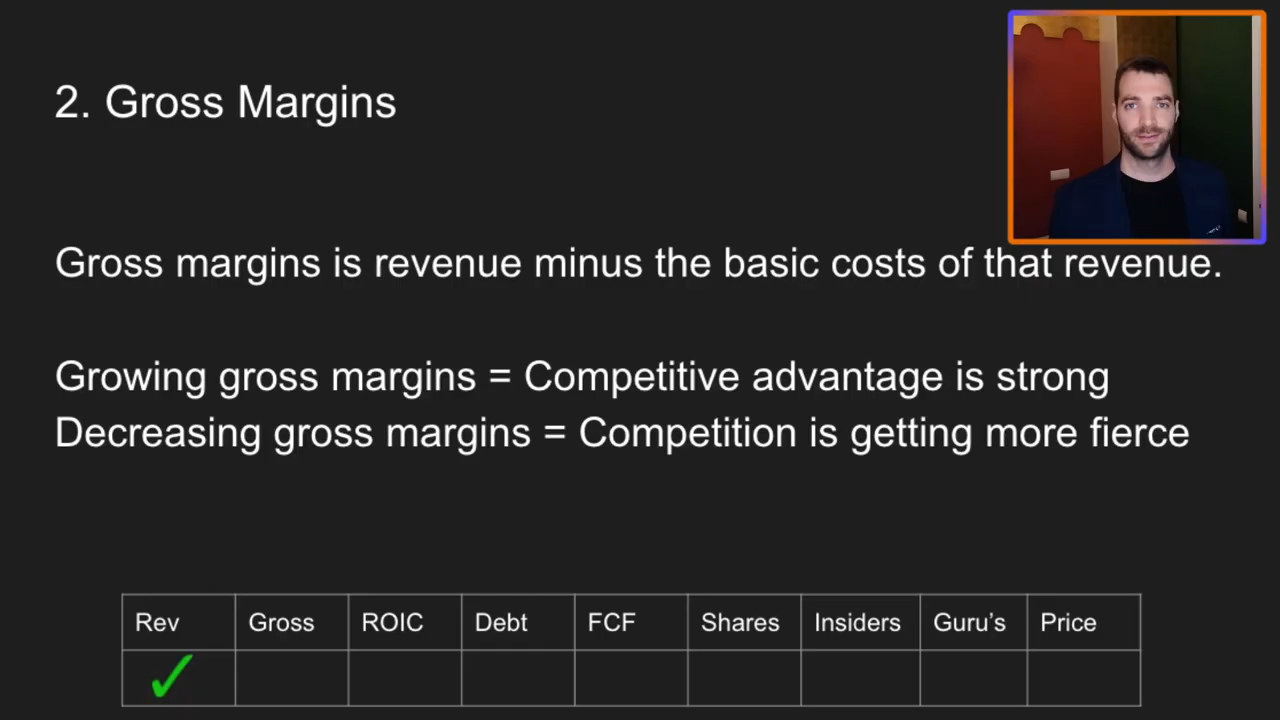 2. Gross Margins
Gross margins is revenue minus the basic costs of that revenue.
Growing gross margins = Competitive advantage is strong
Decreasing gross margins = Competition is getting more fierce
Rev Gross ROIC Debt FCF Shares Insiders Guru's Price
✓